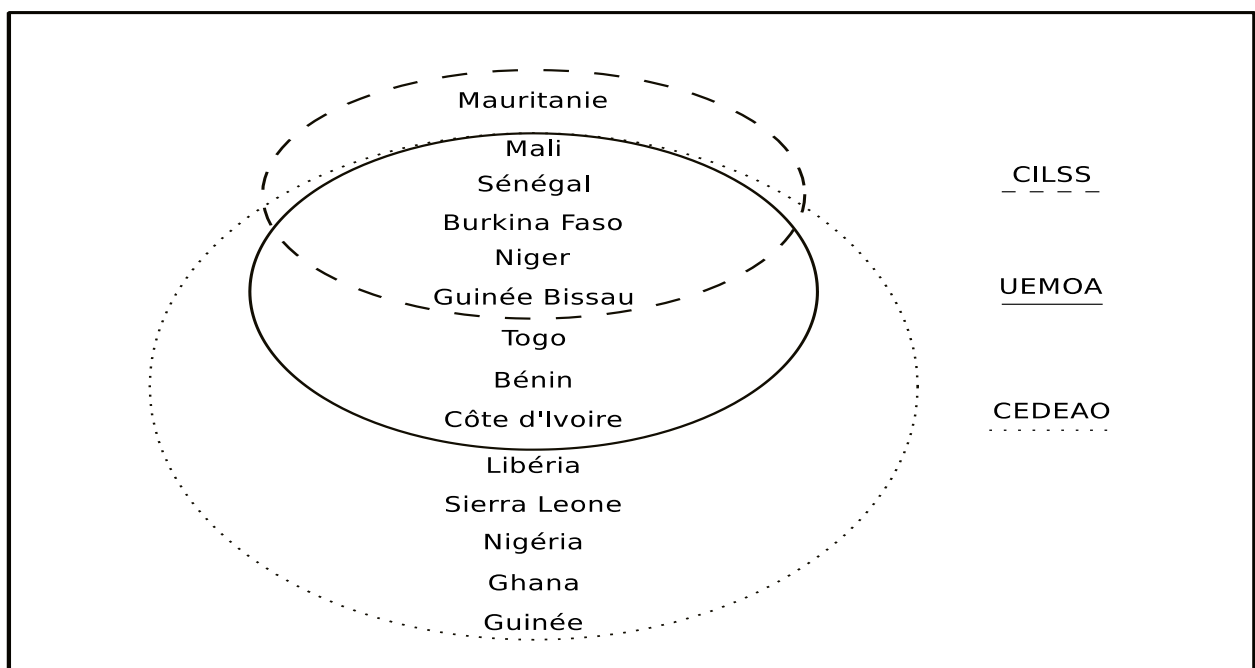 Mauritanie
Mali
Sénégal
CILSS
Burkina Faso
Niger
Guinée Bissau
UEMOA
Togo
Bénin
Côte d'Ivoire
CEDEAO
Libéria
Sierra Leone
Nigéria
Ghana
Guinée